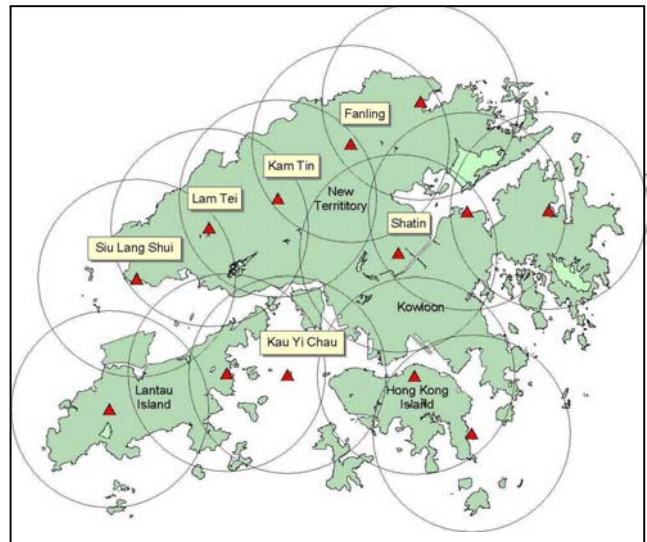 Fanling
Kam Tin
New
Territitory
Lam Tei
Shatin
Siu Lang Shui
Kowloon
Kau Yi Chau
Lantau
Island
Hong Kong
Island